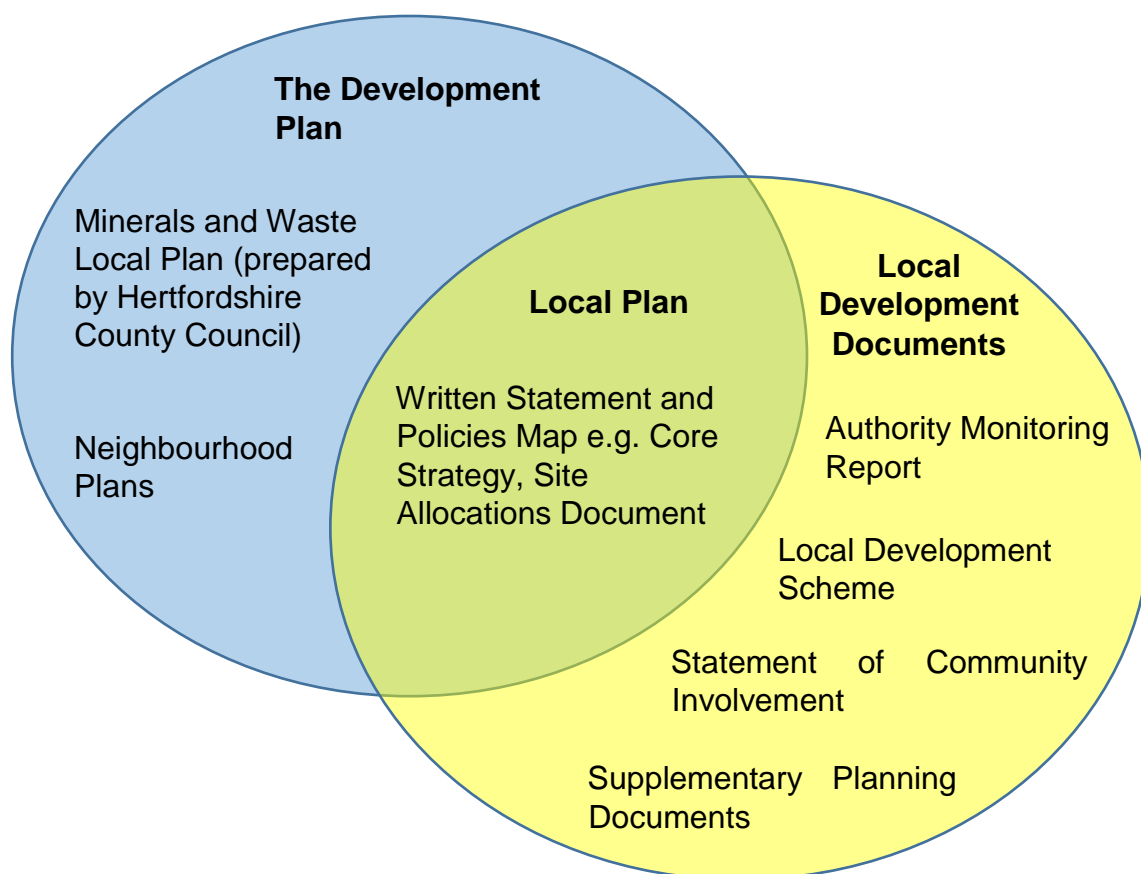 The Development
Plan
Minerals and Waste
Local Plan (prepared
by Hertfordshire
County Council)
Neighbourhood
Plans
Local Plan
Written Statement and
Policies Map e.g. Core
Strategy, Site
Allocations Document
Local
Development
Documents
Authority Monitoring
Report
Local Development
Scheme
Statement of Community
Involvement
Supplementary Planning
Documents